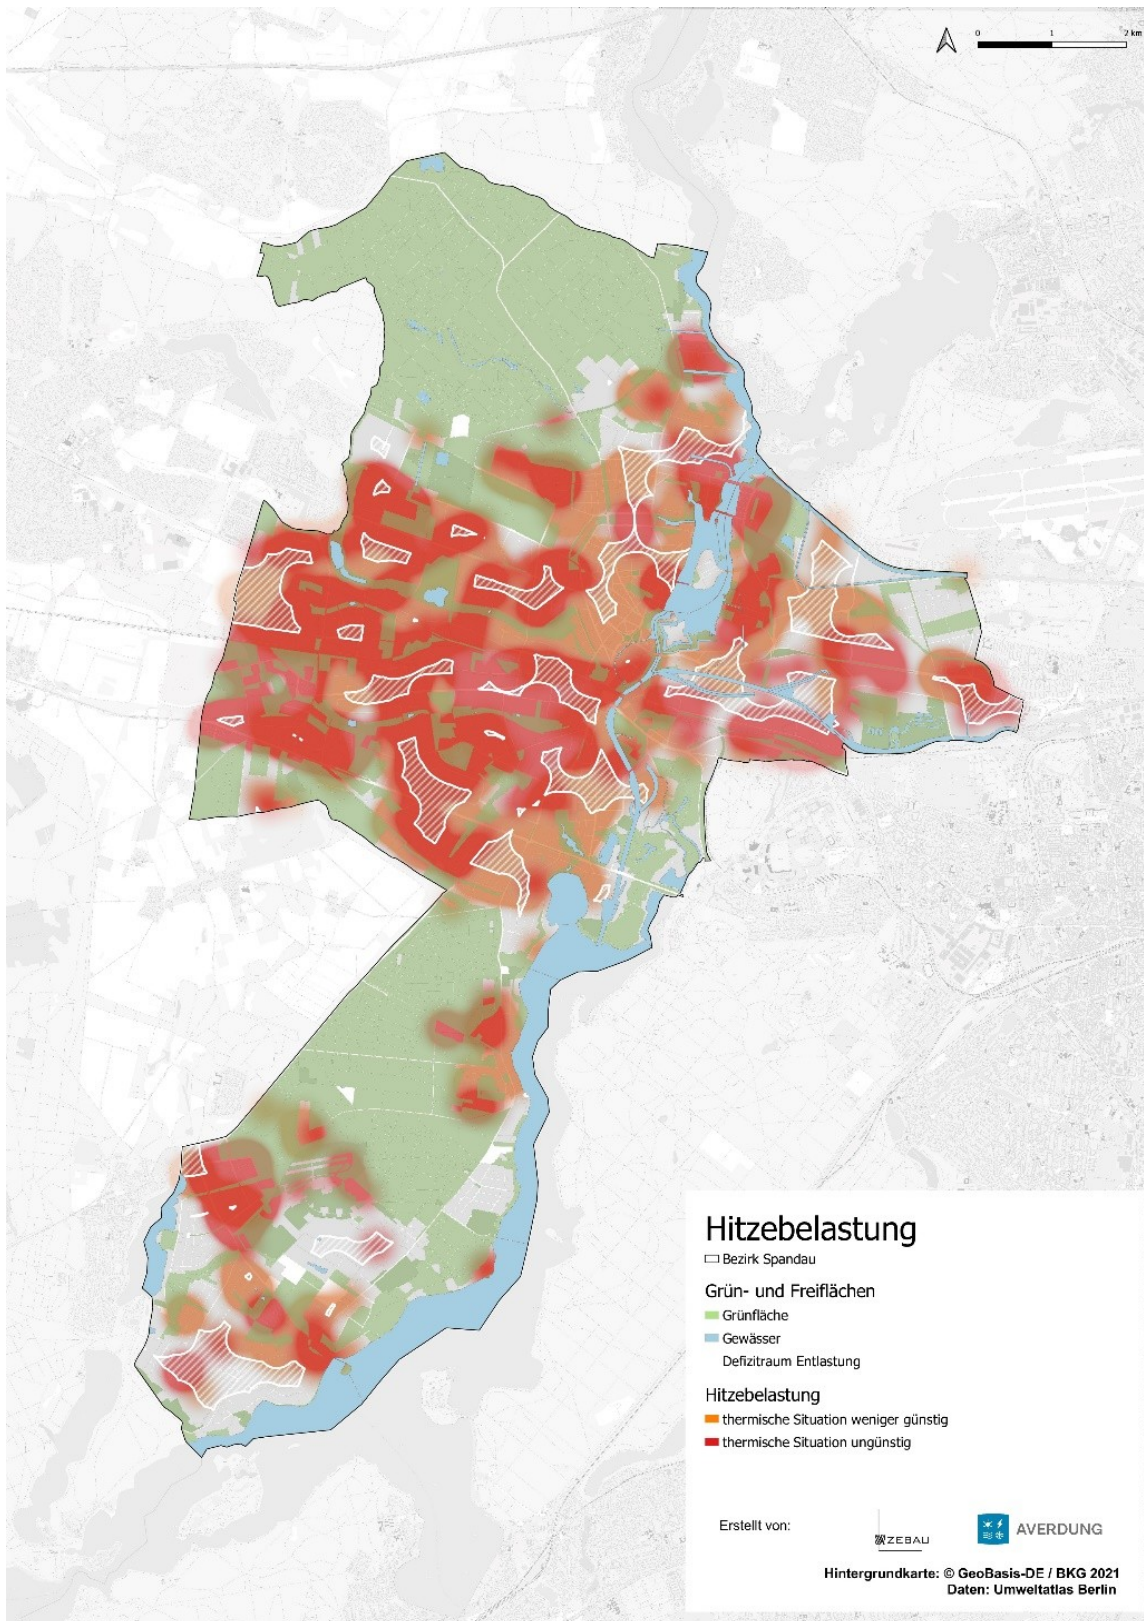 0 1 2 km
Hitzebelastung
Bezirk Spandau
Grün- und Freiflächen
Grünfläche
Gewässer
Defizitraum Entlastung
Hitzebelastung
thermische Situation weniger günstig
thermische Situation ungünstig
Erstellt von:
ZEBAU
AVERDUNG
Hintergrundkarte: © GeoBasis-DE / BKG 2021
Daten: Umweltatlas Berlin